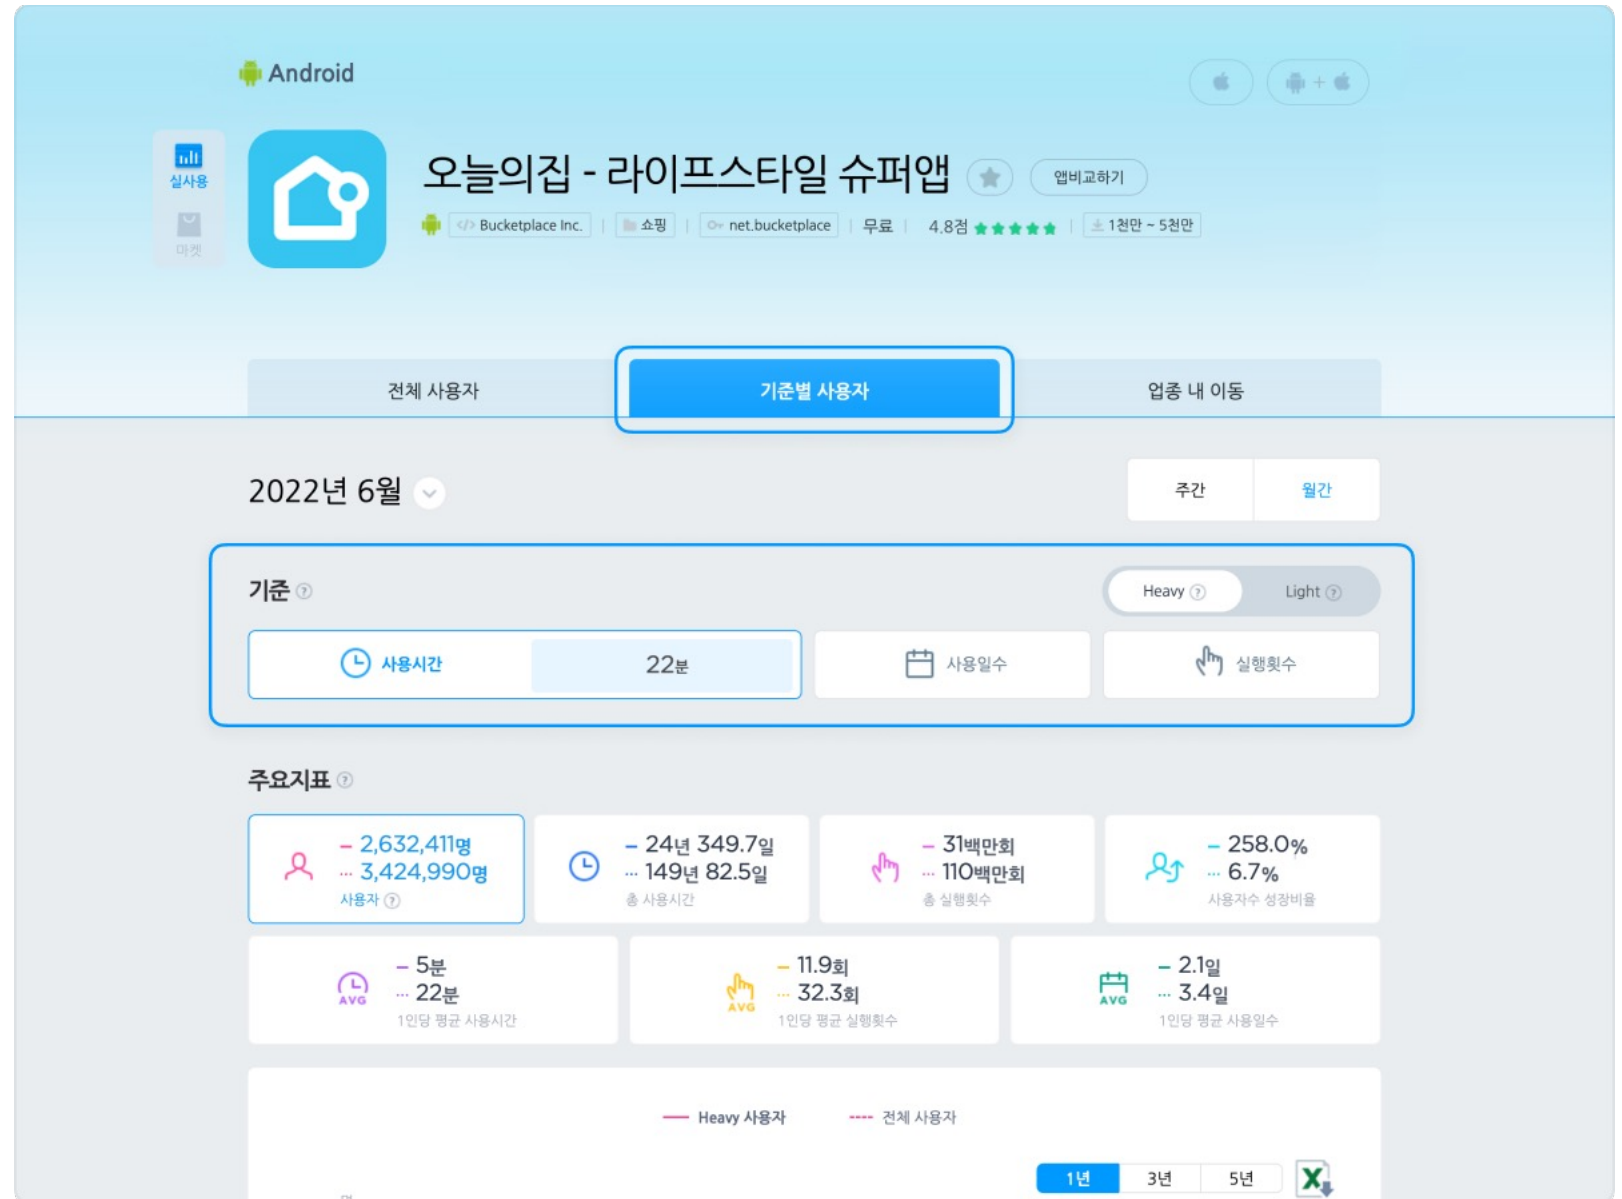 Android
+
실사용
마켓
오늘의집 - 라이프스타일 슈퍼앱
앱비교하기
</> Bucketplace Inc. | 쇼핑 | net.bucketplace | 무료 | 4.8점 ★★★★★ | 1천만 ~ 5천만
전체 사용자 기준별 사용자 업종 내 이동
2022년 6월
주간 월간
기준 ?
Heavy ? Light ?
사용시간 22분 사용일수 실행횟수
주요지표 ?
2,632,411명
3,424,990명
사용자 ?
24년 349.7일
149년 82.5일
총 사용시간
31백만회
110백만회
총 실행횟수
258.0%
6.7%
사용자수 성장비율
AVG
5분
22분
1인당 평균 사용시간
AVG
11.9회
32.3회
1인당 평균 실행횟수
AVG
2.1일
3.4일
1인당 평균 사용일수
Heavy 사용자 전체 사용자
1년 3년 5년 X